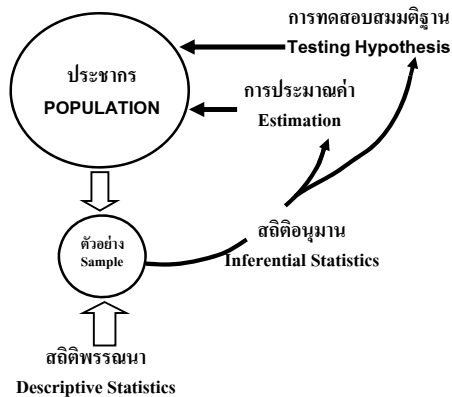 การทดสอบสมมติฐาน
Testing Hypothesis
ประชากร
POPULATION
การประมาณค่า
Estimation
ตัวอย่าง
Sample
สถิติอนุมาน
Inferential Statistics
สถิติพรรณนา
Descriptive Statistics